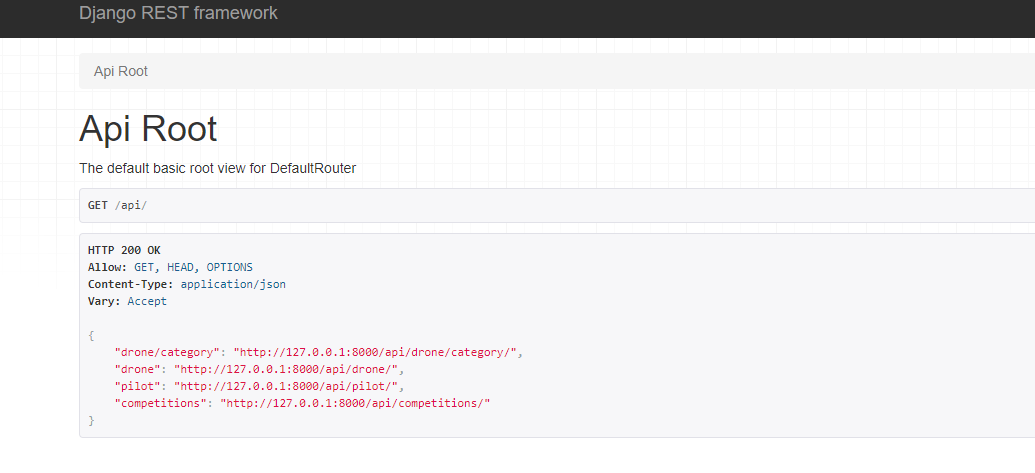 Django REST framework
Api Root
Api Root
The default basic root view for DefaultRouter
GET /api/
HTTP 200 OK
Allow: GET, HEAD, OPTIONS
Content-Type: application/json
Vary: Accept
{
    "drone/category": "http://127.0.0.1:8000/api/drone/category/",
    "drone": "http://127.0.0.1:8000/api/drone/",
    "pilot": "http://127.0.0.1:8000/api/pilot/",
    "competitions": "http://127.0.0.1:8000/api/competitions/"
}